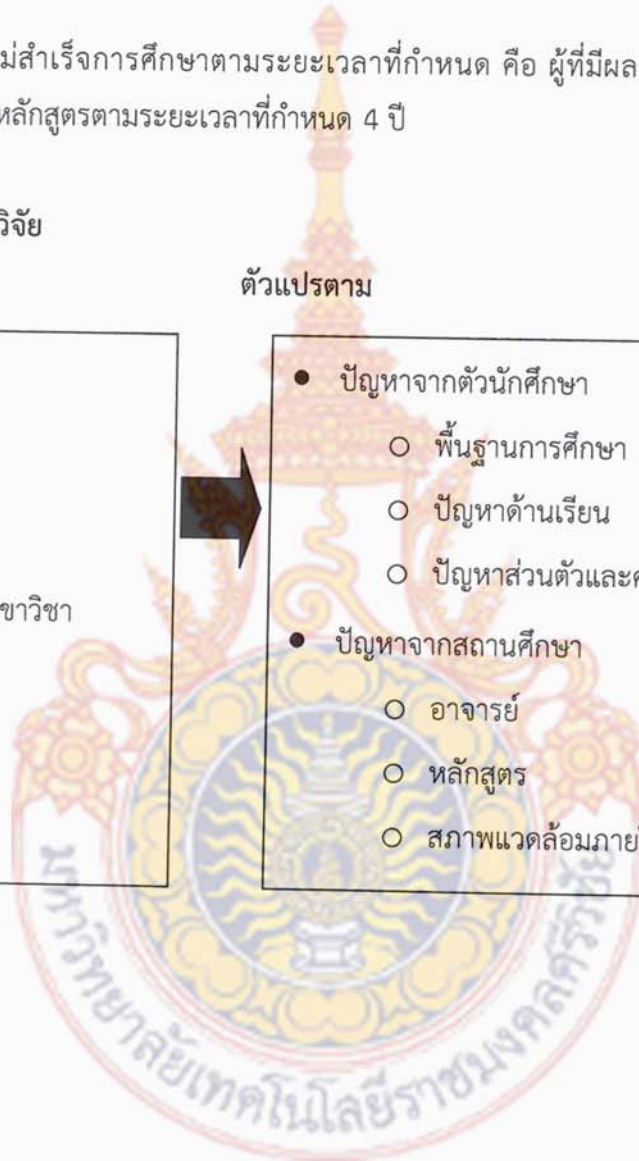 ม่สำเร็จการศึกษาตามระยะเวลาที่กำหนด คือ ผู้ที่มีผล
หลักสูตรตามระยะเวลาที่กำหนด 4 ปี
วิจัย
ตัวแปรตาม
● ปัญหาจากตัวนักศึกษา
○ พื้นฐานการศึกษา
○ ปัญหาด้านเรียน
○ ปัญหาส่วนตัวและค
ขาวิชา
● ปัญหาจากสถานศึกษา
○ อาจารย์
○ หลักสูตร
○ สภาพแวดล้อมภายใ
มหาวิทยาลัยเทคโนโลยีราชมงคลศรีวิชัย